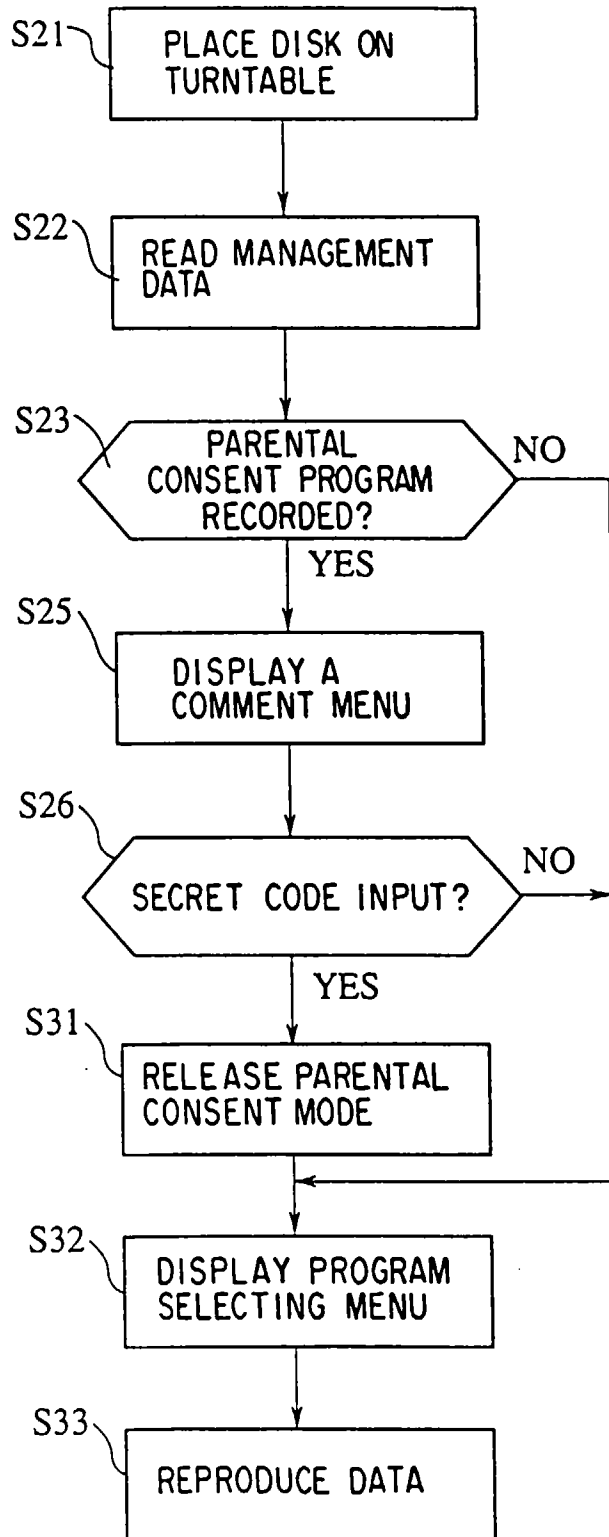 S21
PLACE DISK ON
TURNTABLE
S22
READ MANAGEMENT
DATA
S23
PARENTAL
CONSENT PROGRAM
RECORDED?
NO
YES
S25
DISPLAY A
COMMENT MENU
S26
SECRET CODE INPUT?
NO
YES
S31
RELEASE PARENTAL
CONSENT MODE
S32
DISPLAY PROGRAM
SELECTING MENU
S33
REPRODUCE DATA